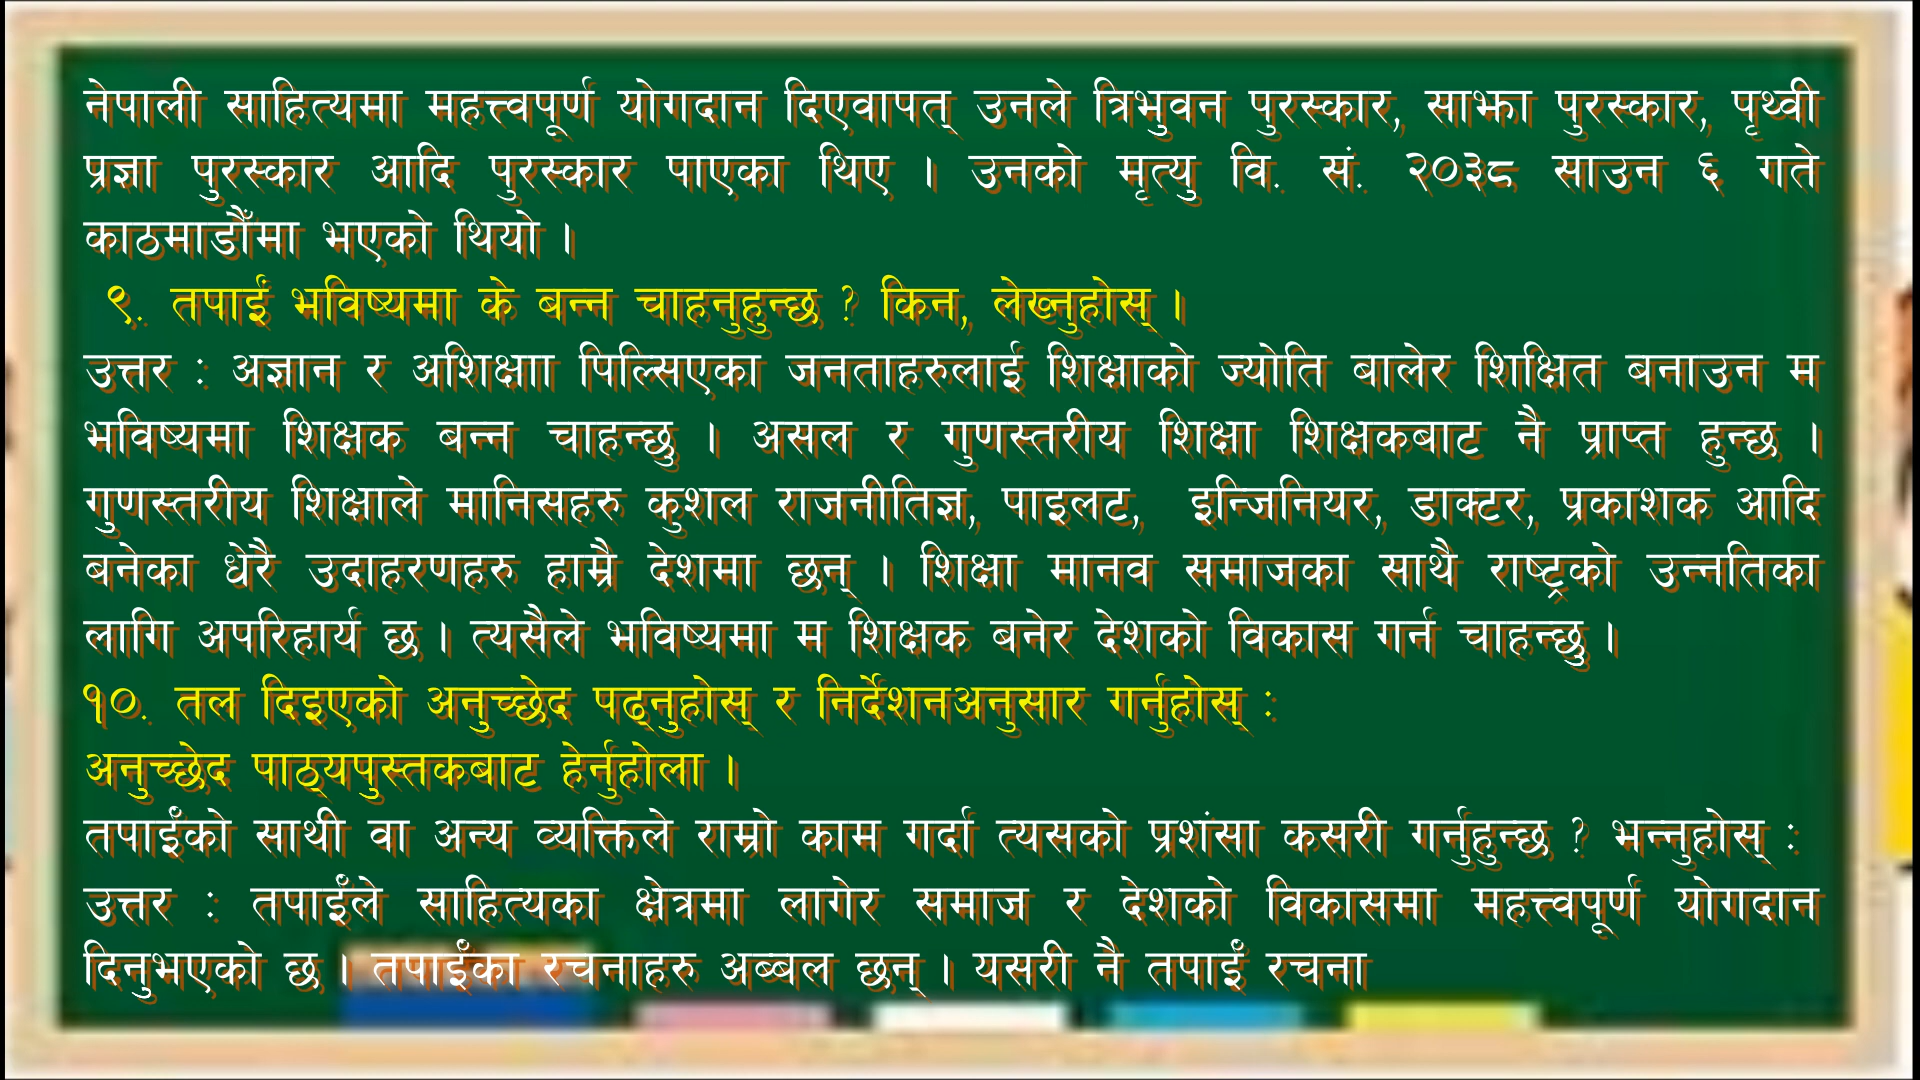 नेपाली साहित्यमा महत्त्वपूर्ण योगदान दिएवापत् उनले त्रिभुवन पुरस्कार, साझा पुरस्कार, पृथ्वी
प्रज्ञा पुरस्कार आदि पुरस्कार पाएका थिए । उनको मृत्यु वि. सं. २०३८ साउन ६ गते
काठमाडौँमा भएको थियो ।
९. तपाईं भविष्यमा के बन्न चाहनुहुन्छ ? किन, लेख्नुहोस् ।
उत्तर : अज्ञान र अशिक्षाा पिल्सिएका जनताहरुलाई शिक्षाको ज्योति बालेर शिक्षित बनाउन म
भविष्यमा शिक्षक बन्न चाहन्छु । असल र गुणस्तरीय शिक्षा शिक्षकबाट नै प्राप्त हुन्छ ।
गुणस्तरीय शिक्षाले मानिसहरु कुशल राजनीतिज्ञ, पाइलट, इन्जिनियर, डाक्टर, प्रकाशक आदि
बनेका धेरै उदाहरणहरु हाम्रै देशमा छन् । शिक्षा मानव समाजका साथै राष्ट्रको उन्नतिका
लागि अपरिहार्य छ । त्यसैले भविष्यमा म शिक्षक बनेर देशको विकास गर्न चाहन्छु ।
१०. तल दिइएको अनुच्छेद पढ्नुहोस् र निर्देशनअनुसार गर्नुहोस् :
अनुच्छेद पाठ्यपुस्तकबाट हेर्नुहोला ।
तपाइँको साथी वा अन्य व्यक्तिले राम्रो काम गर्दा त्यसको प्रशंसा कसरी गर्नुहुन्छ ? भन्नुहोस् :
उत्तर : तपाइँले साहित्यका क्षेत्रमा लागेर समाज र देशको विकासमा महत्त्वपूर्ण योगदान
दिनुभएको छ । तपाइँका रचनाहरु अब्बल छन् । यसरी नै तपाइँ रचना